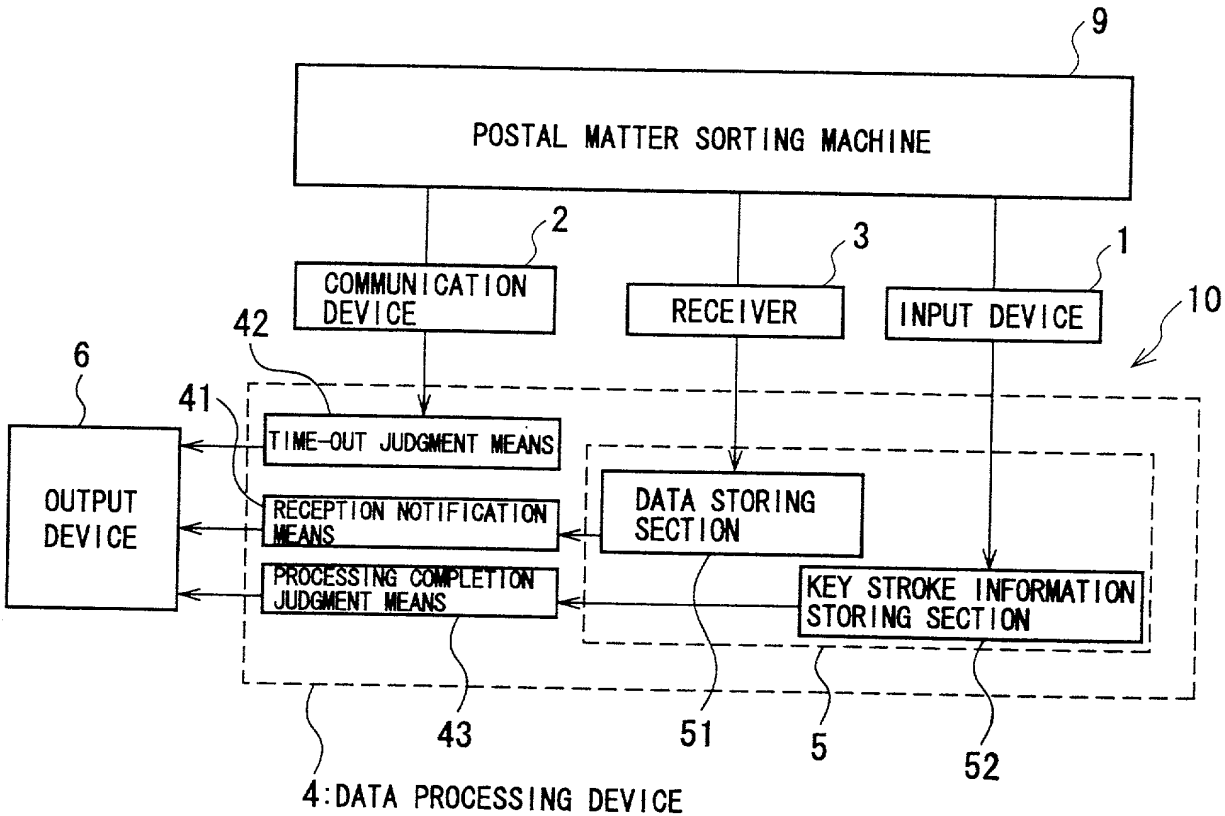 9
POSTAL MATTER SORTING MACHINE
2
3
1
COMMUNICATION
DEVICE
RECEIVER
INPUT DEVICE
10
42
6
41
TIME-OUT JUDGMENT MEANS
OUTPUT
DEVICE
RECEPTION NOTIFICATION
MEANS
DATA STORING
SECTION
PROCESSING COMPLETION
JUDGMENT MEANS
KEY STROKE INFORMATION
STORING SECTION
43
51
5
52
4:DATA PROCESSING DEVICE